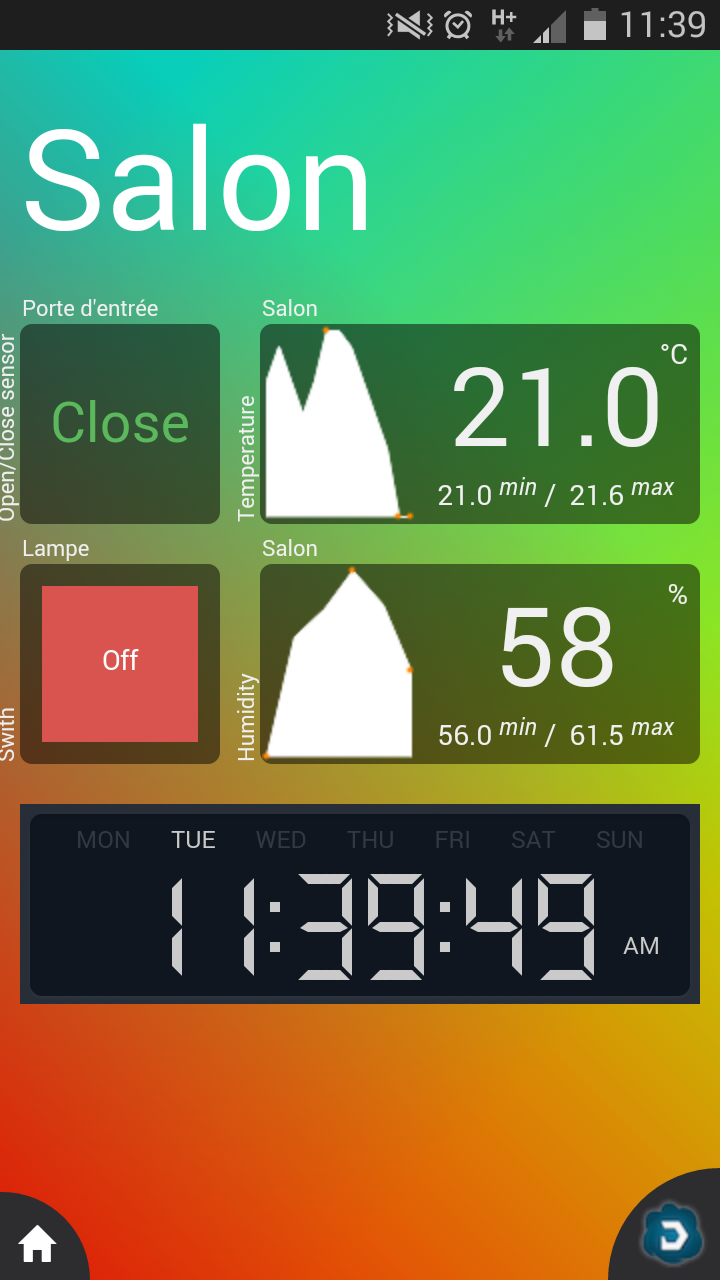 H+ 11:39
Salon
Porte d'entrée
Open/Close sensor
Close
Salon
Temperature
°C
21.0
21.0 min / 21.6 max
Lampe
Swith
Off
Salon
Humidity
%
58
56.0 min / 61.5 max
MON TUE WED THU FRI SAT SUN
11:39:49 AM